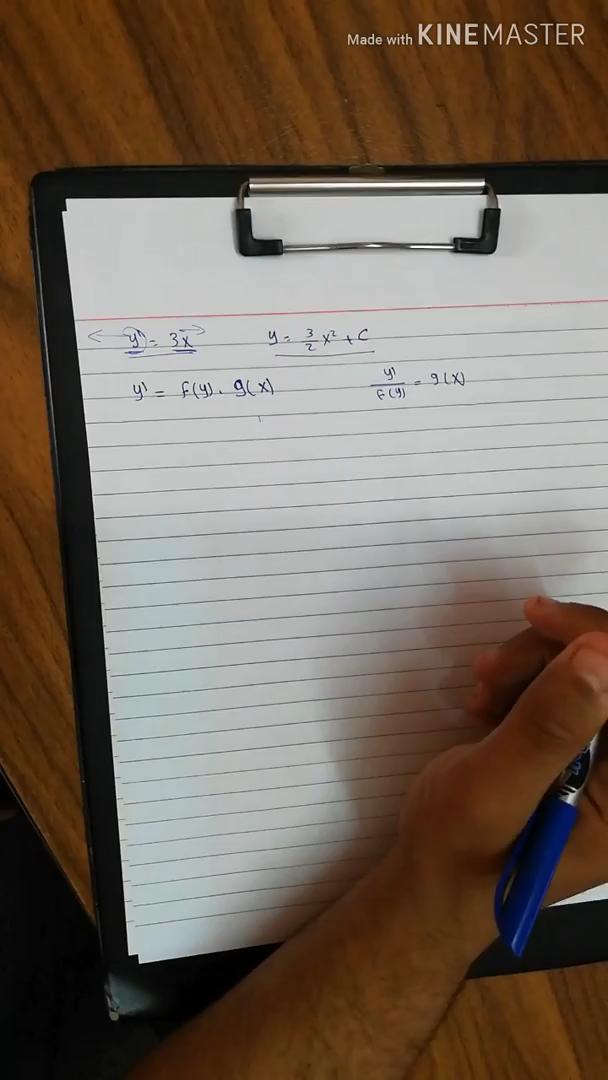 Made with KINEMASTER
y' = 3x y = 3/2 x² + C
y' = f(y) . g(x) y'/f(y) = g(x)